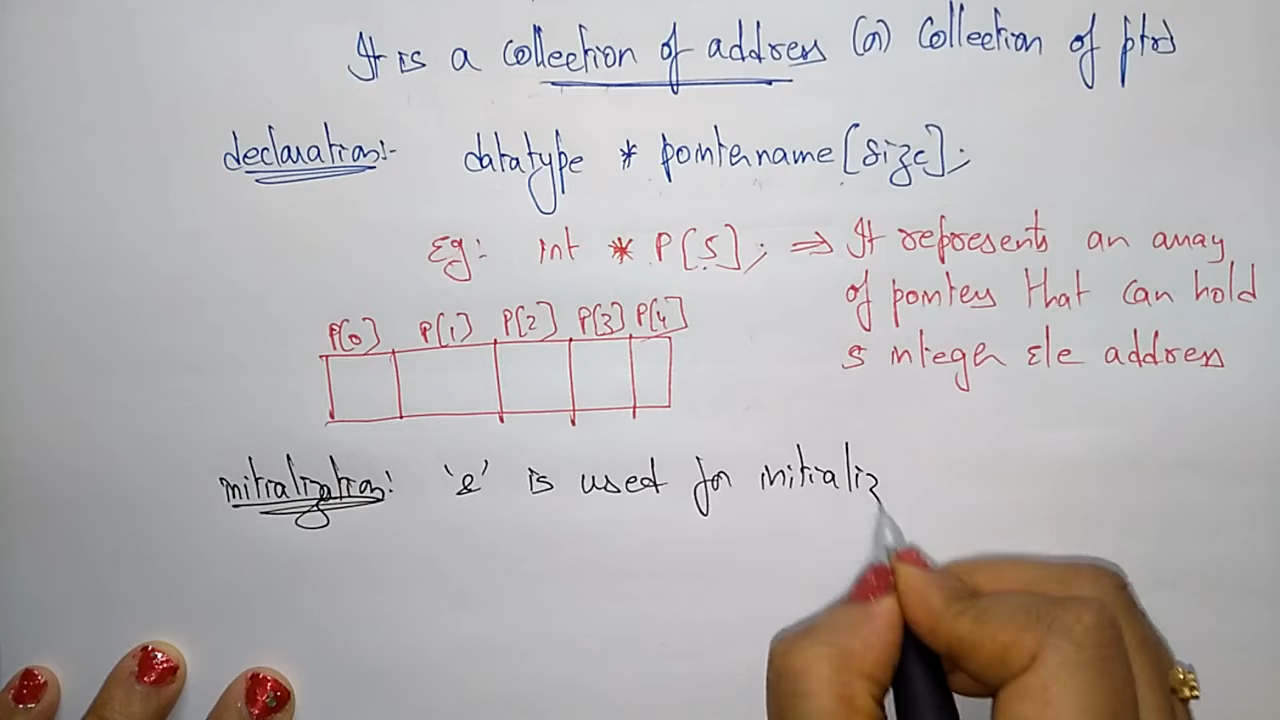 It is a collection of address (or) Collection of ptrs
declaration:- datatype * pointername[size];
Eg: int * P[5]; ⇒ It represents an array
of pointers that can hold
5 integer ele address
P[0] P[1] P[2] P[3] P[4]
initialization: '&' is used for initializ